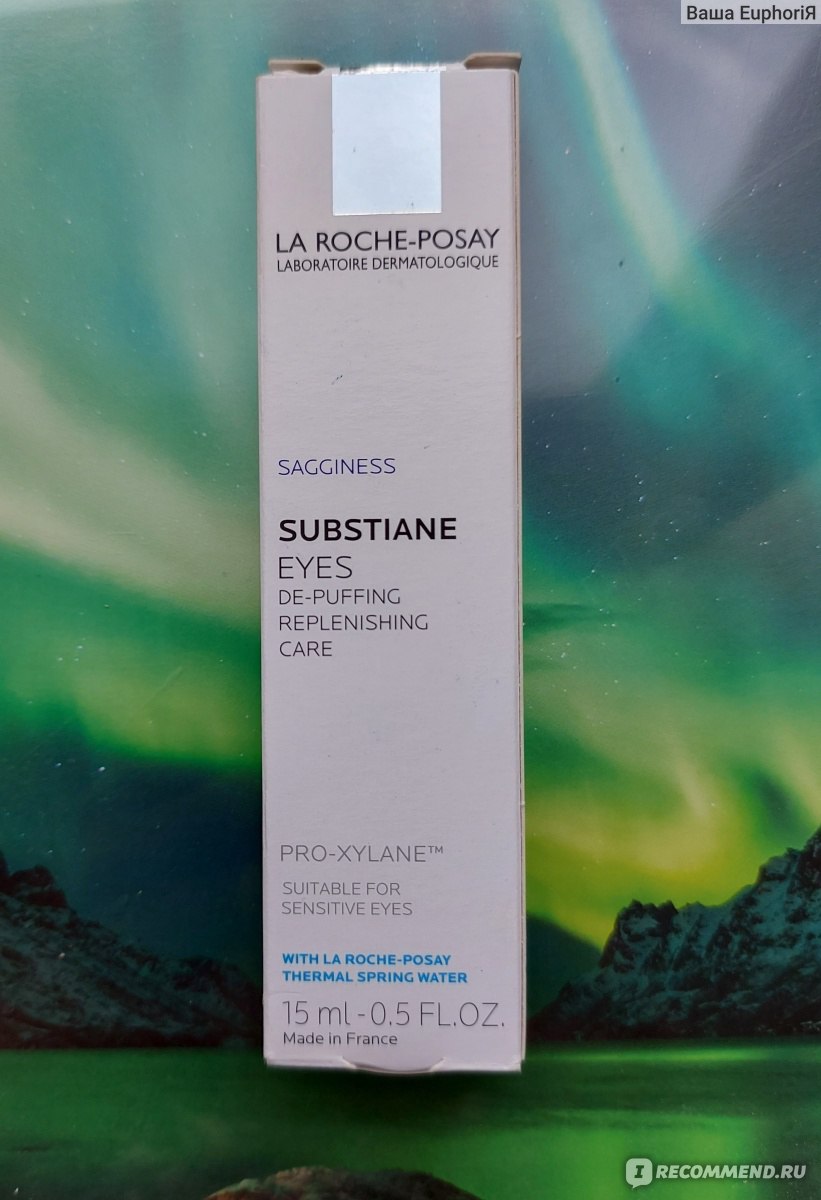 Ваша EuphoriЯ
LA ROCHE-POSAY
LABORATOIRE DERMATOLOGIQUE
SAGGINESS
SUBSTIANE
EYES
DE-PUFFING
REPLENISHING
CARE
PRO-XYLANE™
SUITABLE FOR
SENSITIVE EYES
WITH LA ROCHE-POSAY
THERMAL SPRING WATER
15 ml - 0.5 FL.OZ.
Made in France
IRECOMMEND.RU